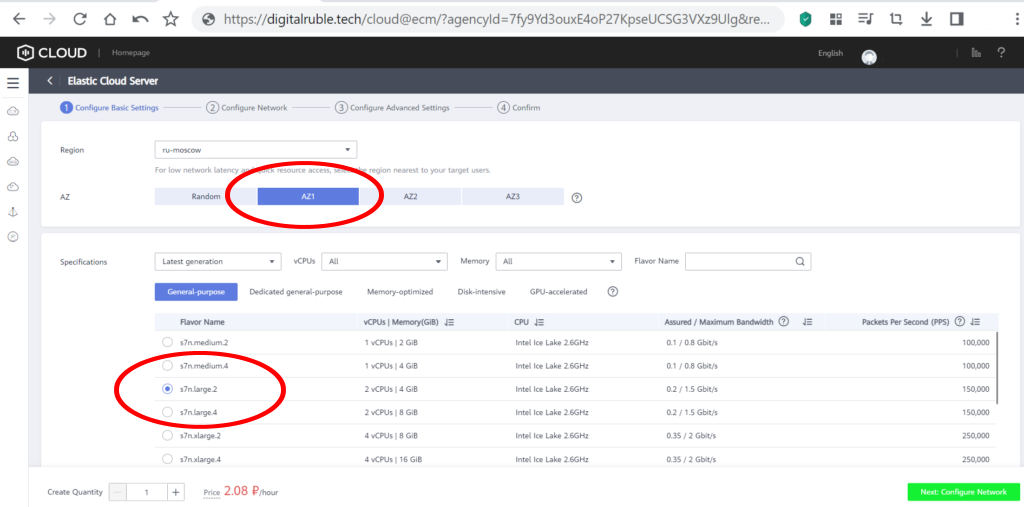 https://digitalruble.tech/cloud@ecm/?agencyId=7fy9Yd3ouxE4oP27KpseUCSG3VXz9Ulg&re...
CLOUD | Homepage English
Elastic Cloud Server
1 Configure Basic Settings 2 Configure Network 3 Configure Advanced Settings 4 Confirm
Region ru-moscow
For low network latency and quick resource access, select the region nearest to your target users.
AZ Random AZ1 AZ2 AZ3
Specifications Latest generation vCPUs All Memory All Flavor Name
General-purpose Dedicated general-purpose Memory-optimized Disk-intensive GPU-accelerated
Flavor Name vCPUs | Memory(GiB) CPU Assured / Maximum Bandwidth Packets Per Second (PPS)
s7n.medium.2 1 vCPUs | 2 GiB Intel Ice Lake 2.6GHz 0.1 / 0.8 Gbit/s 100,000
s7n.medium.4 1 vCPUs | 4 GiB Intel Ice Lake 2.6GHz 0.1 / 0.8 Gbit/s 100,000
s7n.large.2 2 vCPUs | 4 GiB Intel Ice Lake 2.6GHz 0.2 / 1.5 Gbit/s 150,000
s7n.large.4 2 vCPUs | 8 GiB Intel Ice Lake 2.6GHz 0.2 / 1.5 Gbit/s 150,000
s7n.xlarge.2 4 vCPUs | 8 GiB Intel Ice Lake 2.6GHz 0.35 / 2 Gbit/s 250,000
s7n.xlarge.4 4 vCPUs | 16 GiB Intel Ice Lake 2.6GHz 0.35 / 2 Gbit/s 250,000
Create Quantity − 1 + Price 2.08 ₽/hour Next: Configure Network